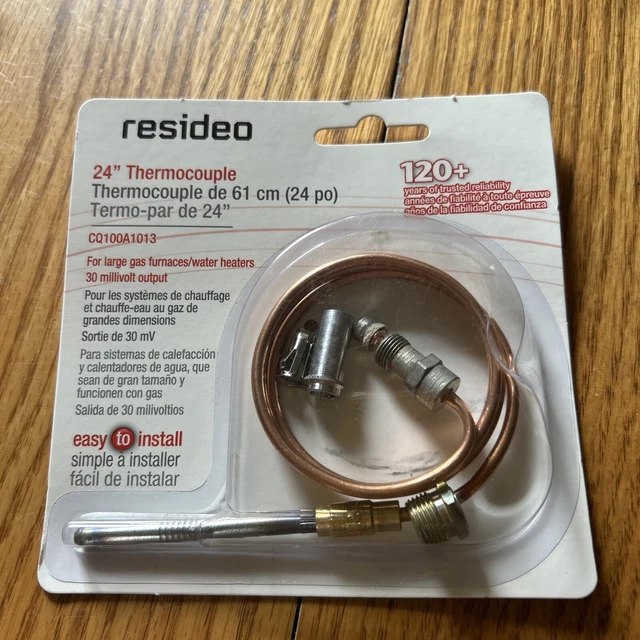 resideo
24" Thermocouple
Thermocouple de 61 cm (24 po)
Termo-par de 24"
CQ100A1013
For large gas furnaces/water heaters
30 millivolt output
Pour les systèmes de chauffage
et chauffe-eau au gaz de
grandes dimensions
Sortie de 30 mV
Para sistemas de calefacción
y calentadores de agua, que
sean de gran tamaño y
funcionen con gas
Salida de 30 milivoltios
easy to install
simple à installer
fácil de instalar
120+
years of trusted reliability
années de fiabilité à toute épreuve
años de la fiabilidad de confianza